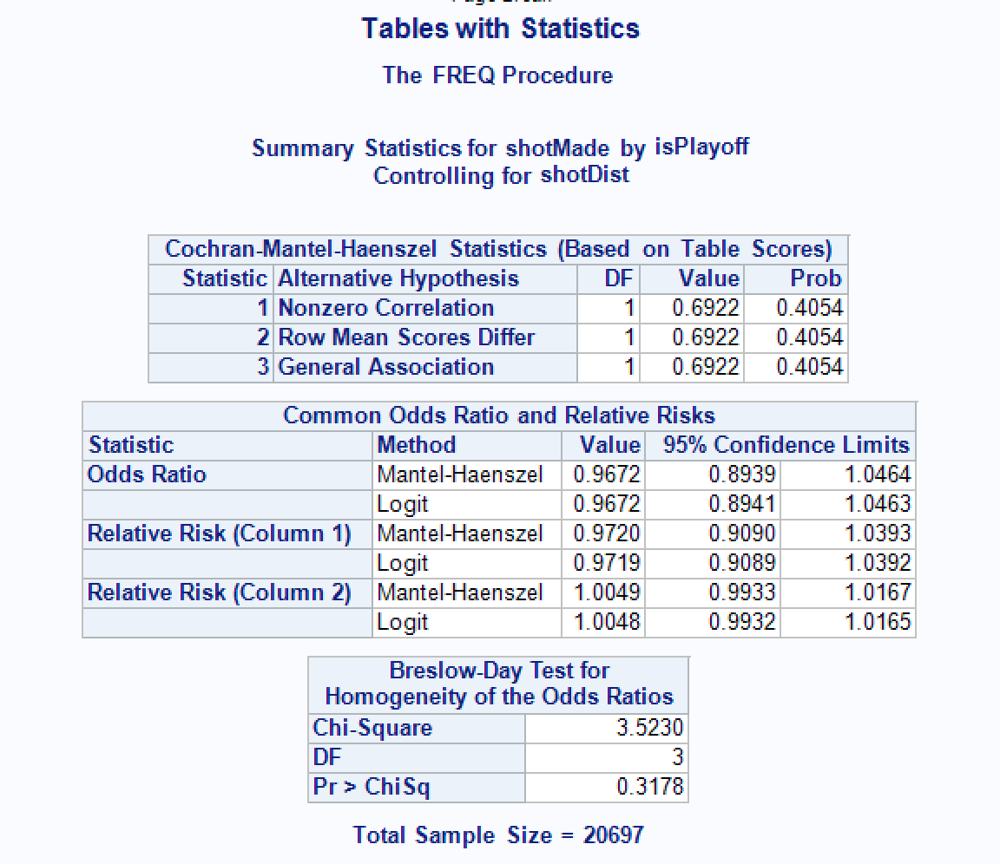 Tables with Statistics
The FREQ Procedure
Summary Statistics for shotMade by isPlayoff
Controlling for shotDist
Cochran-Mantel-Haenszel Statistics (Based on Table Scores)
Statistic Alternative Hypothesis DF Value Prob
1 Nonzero Correlation 1 0.6922 0.4054
2 Row Mean Scores Differ 1 0.6922 0.4054
3 General Association 1 0.6922 0.4054
Common Odds Ratio and Relative Risks
Statistic Method Value 95% Confidence Limits
Odds Ratio Mantel-Haenszel 0.9672 0.8939 1.0464
Logit 0.9672 0.8941 1.0463
Relative Risk (Column 1) Mantel-Haenszel 0.9720 0.9090 1.0393
Logit 0.9719 0.9089 1.0392
Relative Risk (Column 2) Mantel-Haenszel 1.0049 0.9933 1.0167
Logit 1.0048 0.9932 1.0165
Breslow-Day Test for
Homogeneity of the Odds Ratios
Chi-Square 3.5230
DF 3
Pr > ChiSq 0.3178
Total Sample Size = 20697